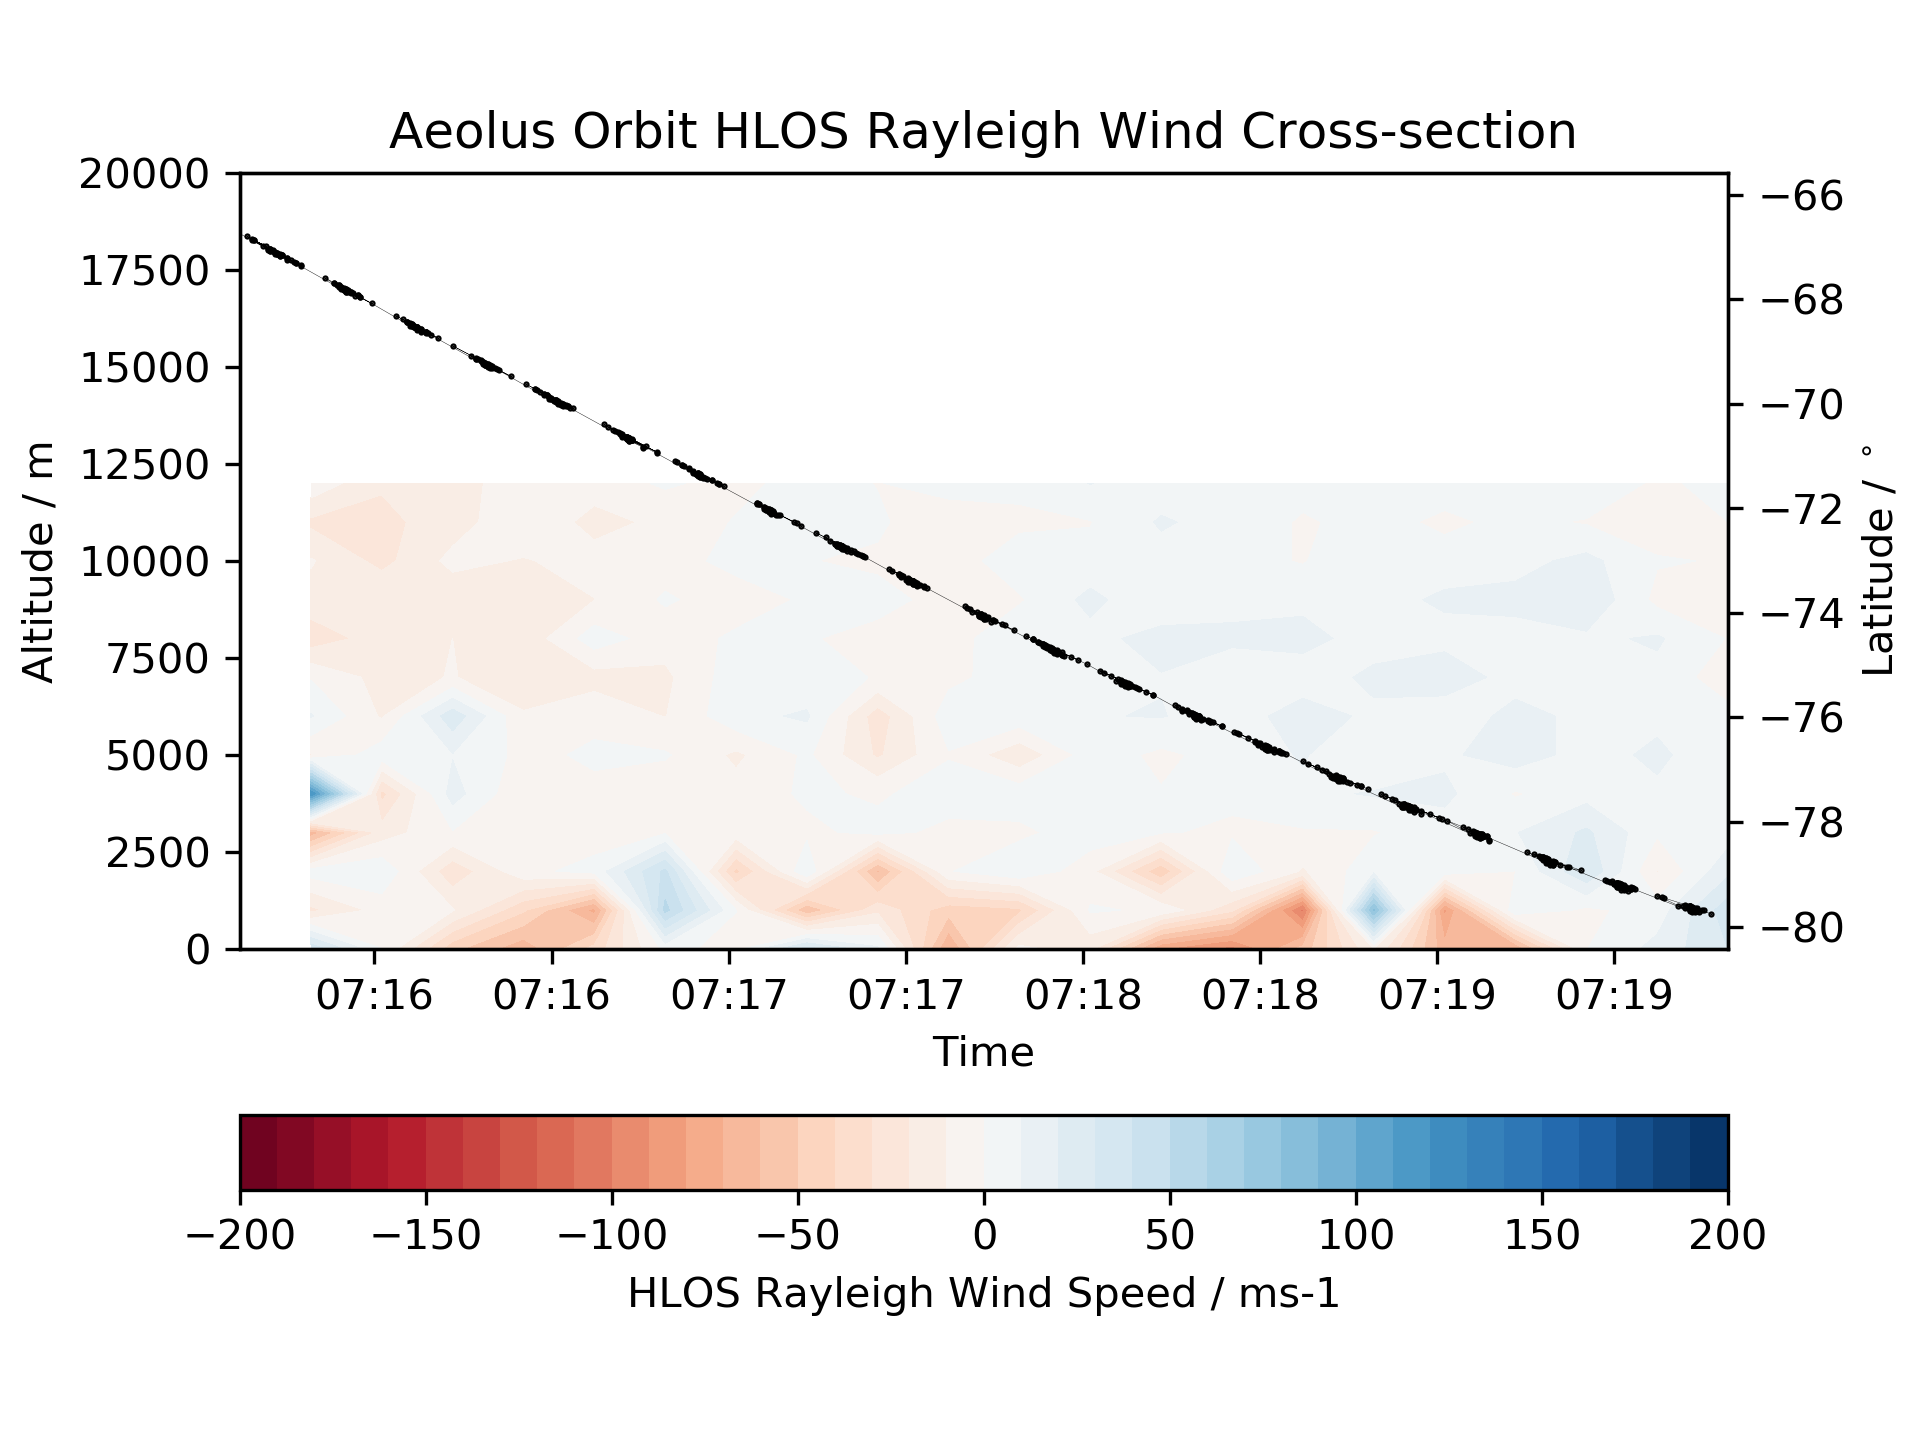 Aeolus Orbit HLOS Rayleigh Wind Cross-section
20000
17500
15000
12500
10000
7500
5000
2500
0
Altitude / m
−66
−68
−70
−72
−74
−76
−78
−80
Latitude / °
07:16 07:16 07:17 07:17 07:18 07:18 07:19 07:19
Time
−200 −150 −100 −50 0 50 100 150 200
HLOS Rayleigh Wind Speed / ms-1